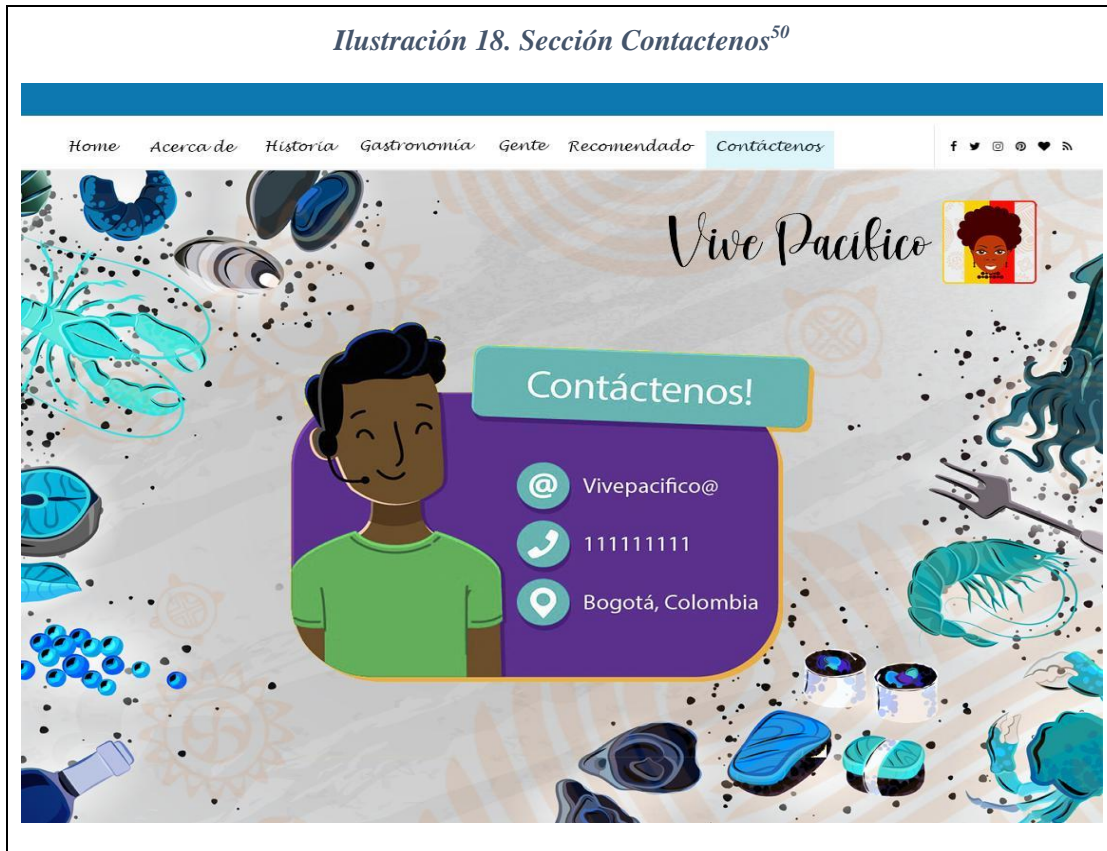 Ilustración 18. Sección Contactenos50
Home Acerca de Historia Gastronomía Gente Recomendado Contáctenos
Vive Pacífico
Contáctenos!
@ Vivepacifico@
111111111
Bogotá, Colombia